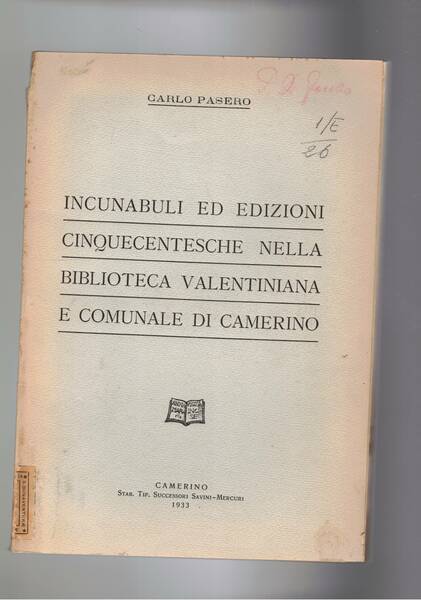 CARLO PASERO
1/E
26
INCUNABULI ED EDIZIONI
CINQUECENTESCHE NELLA
BIBLIOTECA VALENTINIANA
E COMUNALE DI CAMERINO
CAMERINO
STAB. TIP. SUCCESSORI SAVINI-MERCURI
1933